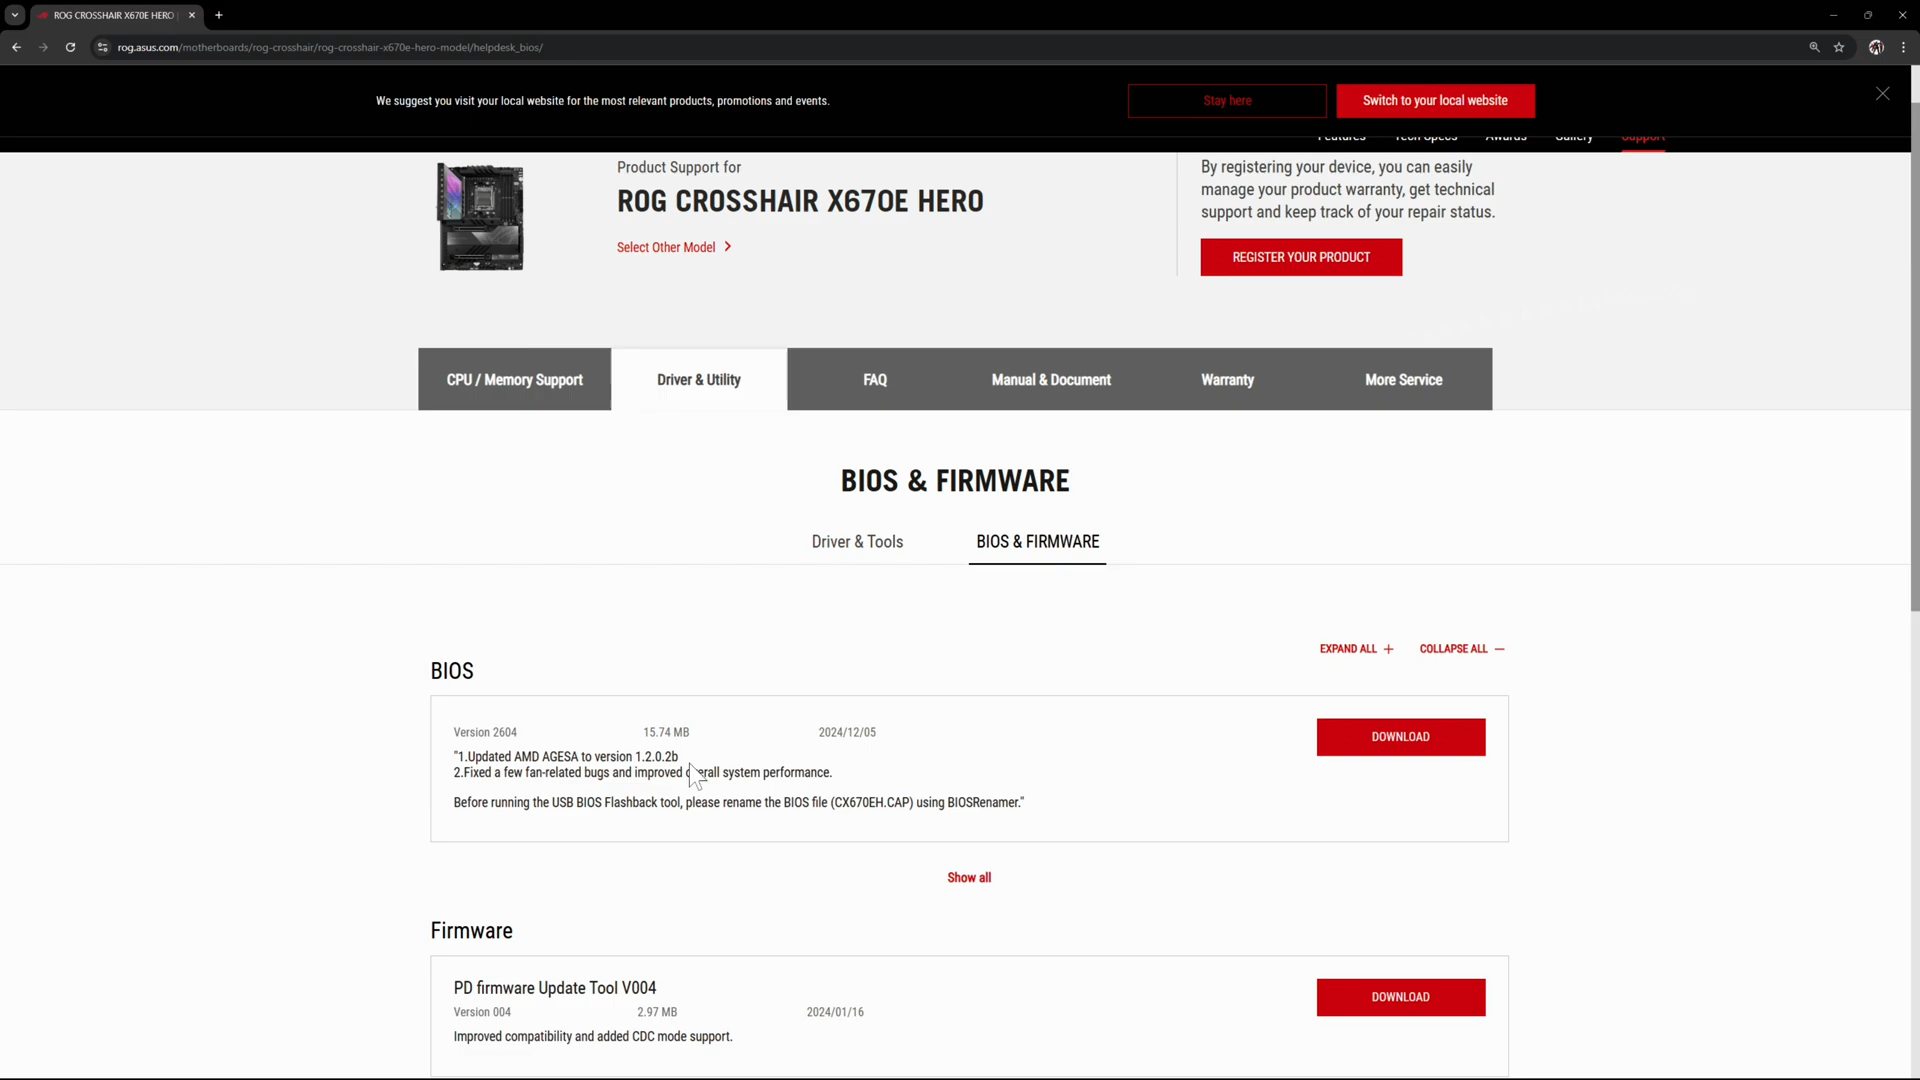 ROG CROSSHAIR X670E HERO
rog.asus.com/motherboards/rog-crosshair/rog-crosshair-x670e-hero-model/helpdesk_bios/
We suggest you visit your local website for the most relevant products, promotions and events.
Stay here
Switch to your local website
Features
Tech Specs
Awards
Gallery
Support
Product Support for
ROG CROSSHAIR X670E HERO
Select Other Model
By registering your device, you can easily
manage your product warranty, get technical
support and keep track of your repair status.
REGISTER YOUR PRODUCT
CPU / Memory Support
Driver & Utility
FAQ
Manual & Document
Warranty
More Service
BIOS & FIRMWARE
Driver & Tools
BIOS & FIRMWARE
EXPAND ALL +
COLLAPSE ALL −
BIOS
Version 2604
15.74 MB
2024/12/05
DOWNLOAD
"1.Updated AMD AGESA to version 1.2.0.2b
2.Fixed a few fan-related bugs and improved overall system performance.
Before running the USB BIOS Flashback tool, please rename the BIOS file (CX670EH.CAP) using BIOSRenamer."
Show all
Firmware
PD firmware Update Tool V004
Version 004
2.97 MB
2024/01/16
DOWNLOAD
Improved compatibility and added CDC mode support.